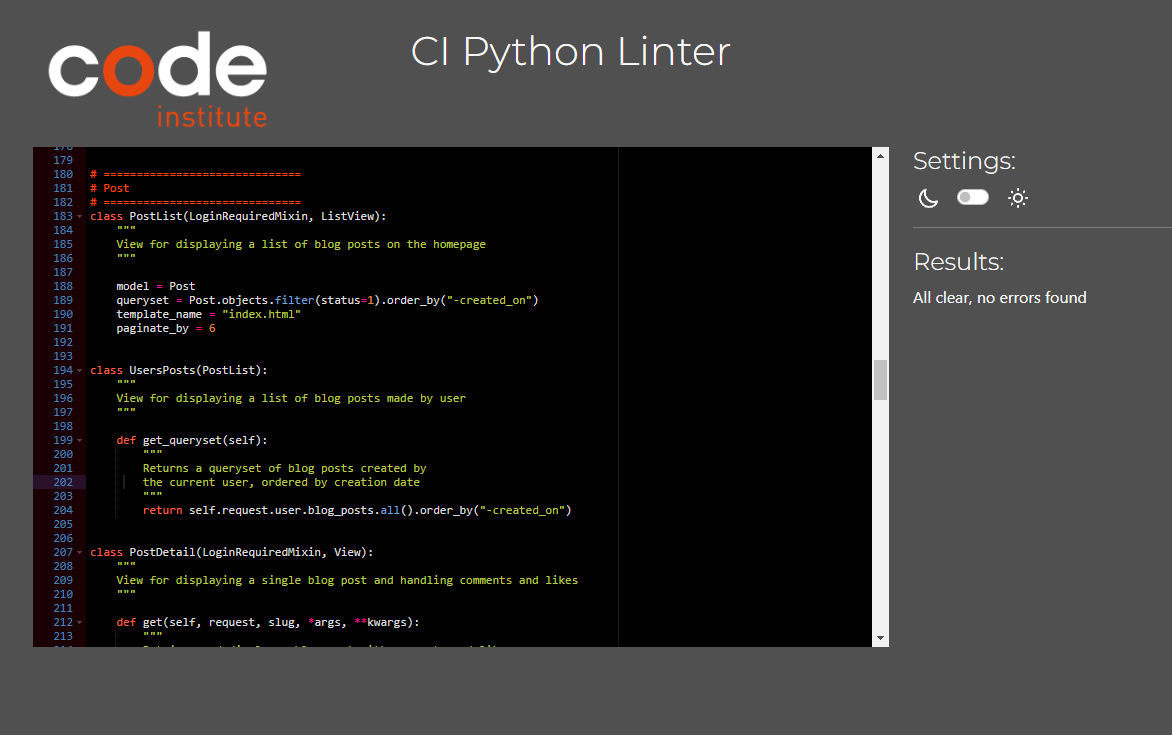 code
institute
CI Python Linter
179
180 # ==============================
181 # Post
182 # ==============================
183 class PostList(LoginRequiredMixin, ListView):
184 """
185 View for displaying a list of blog posts on the homepage
186 """
187
188 model = Post
189 queryset = Post.objects.filter(status=1).order_by("-created_on")
190 template_name = "index.html"
191 paginate_by = 6
192
193
194 class UsersPosts(PostList):
195 """
196 View for displaying a list of blog posts made by user
197 """
198
199 def get_queryset(self):
200 """
201 Returns a queryset of blog posts created by
202 the current user, ordered by creation date
203 """
204 return self.request.user.blog_posts.all().order_by("-created_on")
205
206
207 class PostDetail(LoginRequiredMixin, View):
208 """
209 View for displaying a single blog post and handling comments and likes
210 """
211
212 def get(self, request, slug, *args, **kwargs):
213 """
Settings:
Results:
All clear, no errors found